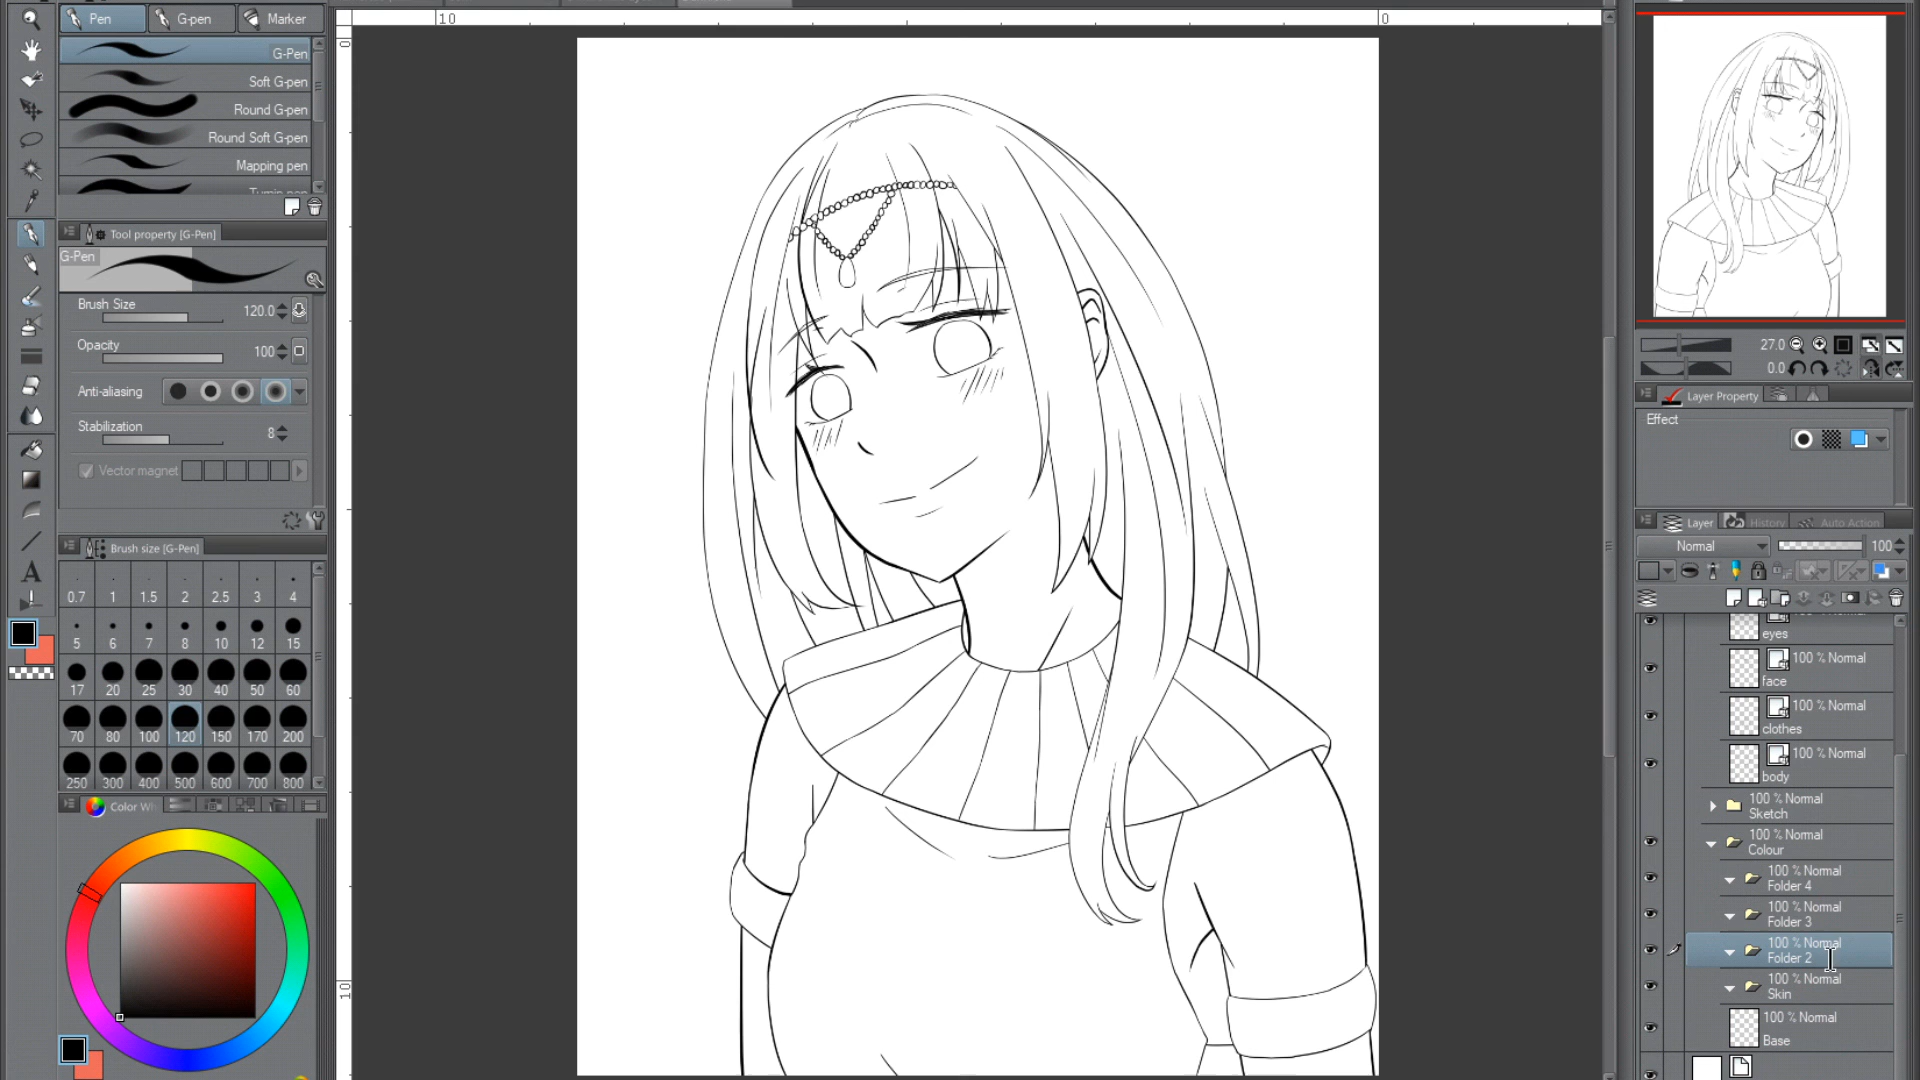 Pen
G-pen
Marker
10
0
G-Pen
Soft G-pen
Round G-pen
Round Soft G-pen
Mapping pen
Tool property [G-Pen]
G-Pen
Brush Size
120.0
Opacity
100
Anti-aliasing
Stabilization
8
Vector magnet
Brush size [G-Pen]
0.7 1 1.5 2 2.5 3 4
5 6 7 8 10 12 15
17 20 25 30 40 50 60
70 80 100 120 150 170 200
250 300 400 500 600 700 800
Color Wh
0
10
27.0
0.0
Layer Property
Effect
Layer
History
Auto Action
Normal
100
eyes
100 % Normal
face
100 % Normal
clothes
100 % Normal
body
100 % Normal
Sketch
100 % Normal
Colour
100 % Normal
Folder 4
100 % Normal
Folder 3
100 % Normal
Folder 2
100 % Normal
Skin
100 % Normal
Base